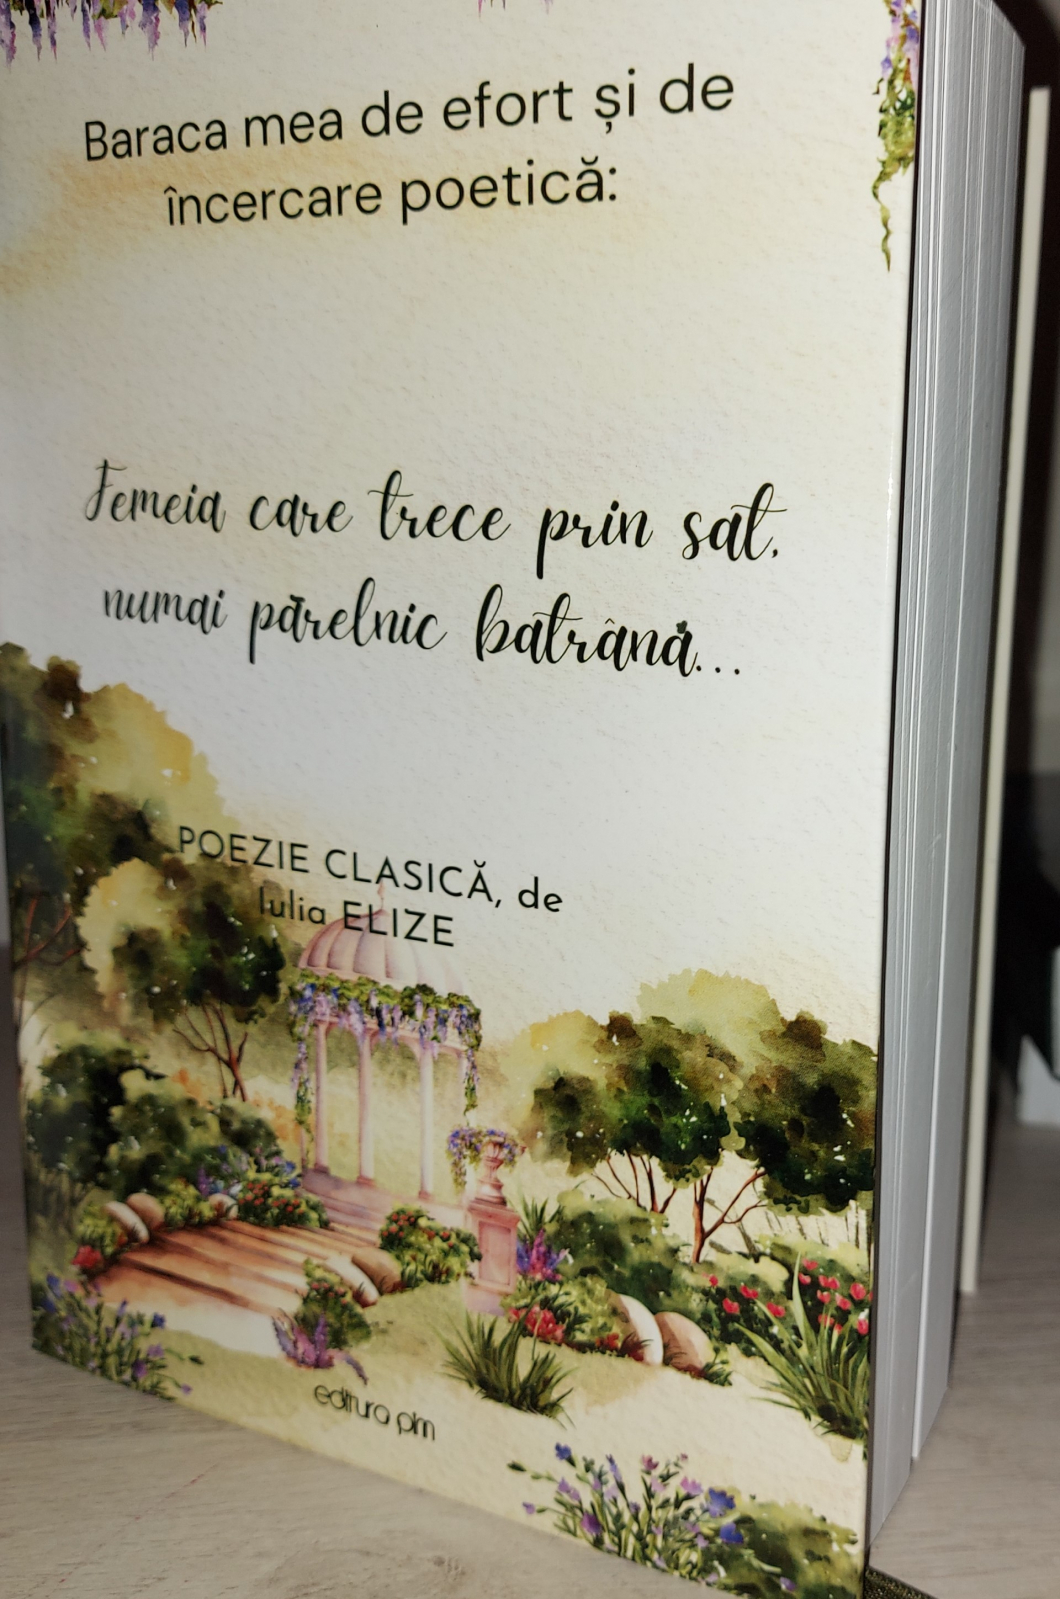 Baraca mea de efort și de
încercare poetică:
Femeia care trece prin sat,
numai părelnic batrână...
POEZIE CLASICĂ, de
Iulia ELIZE
editura pim